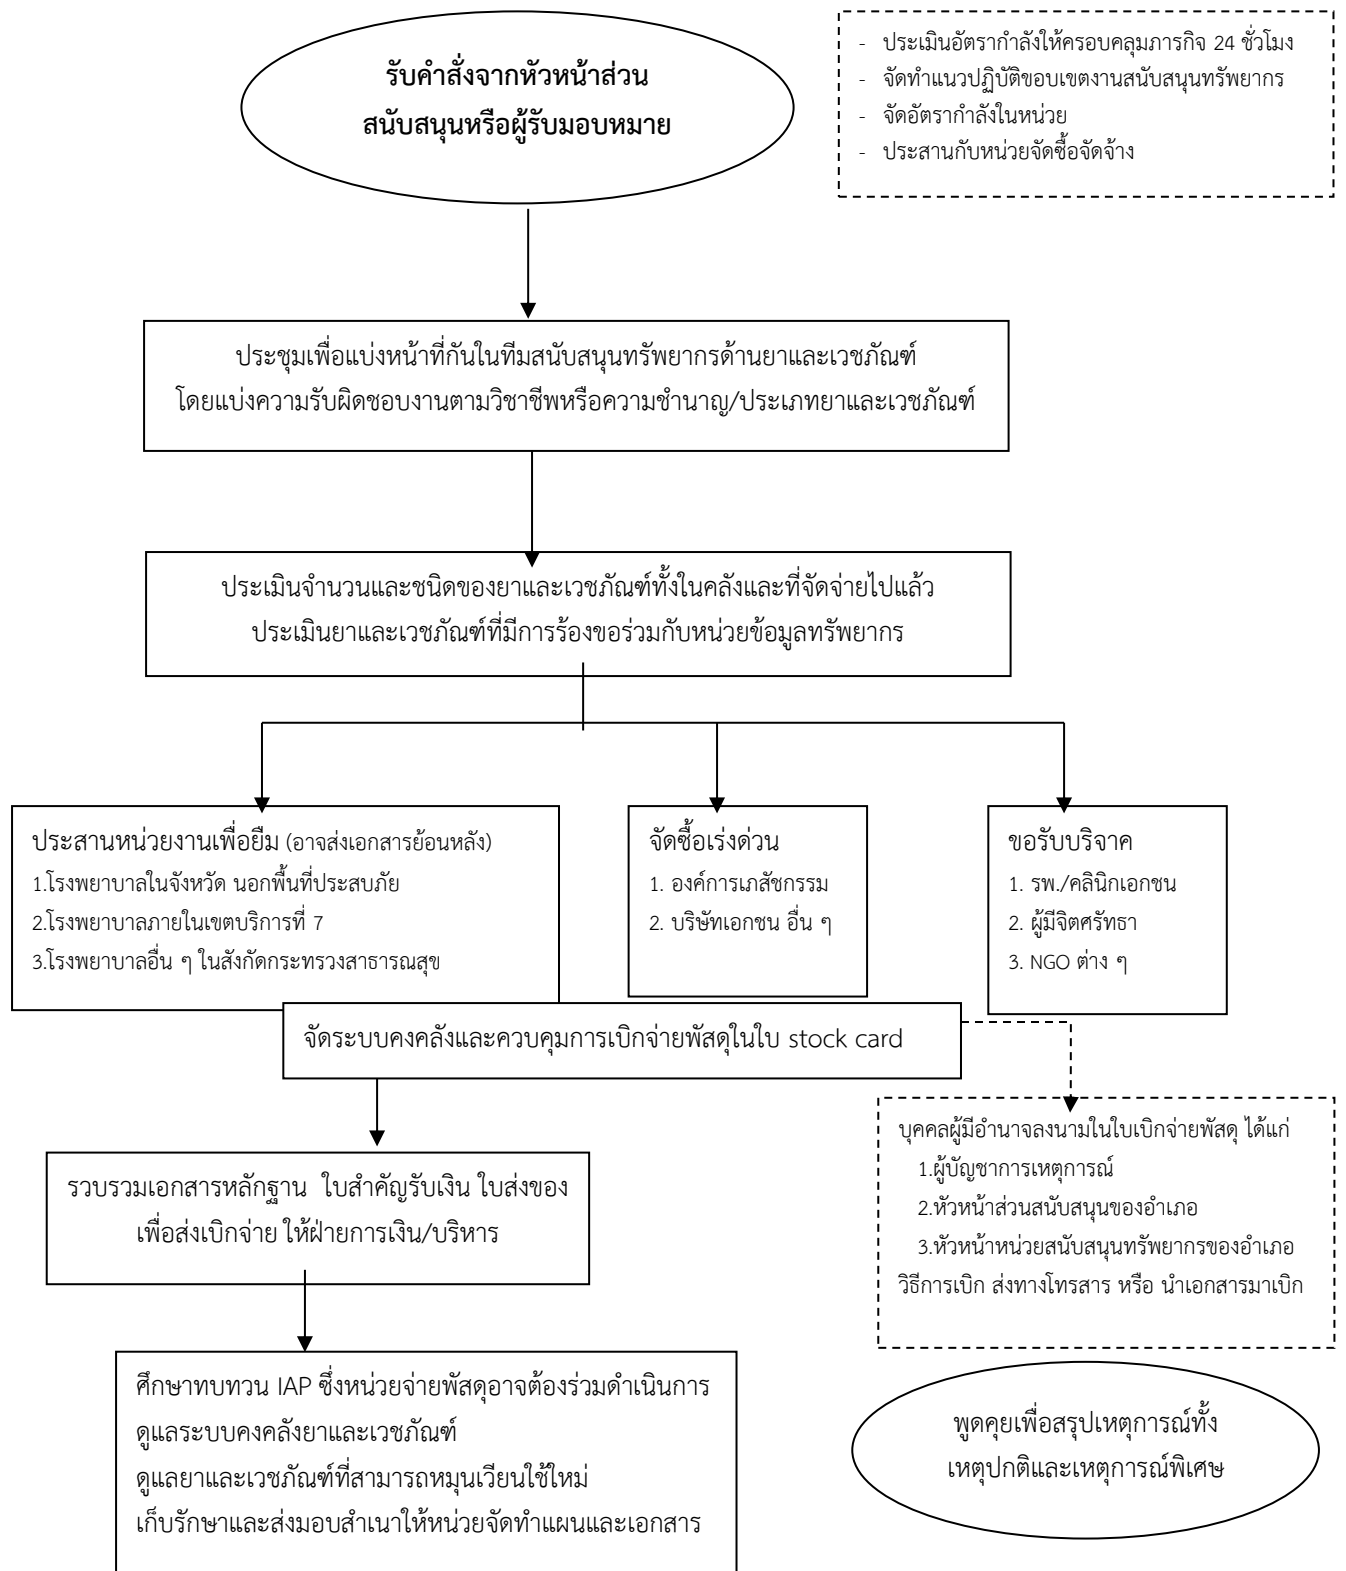 รับคำสั่งจากหัวหน้าส่วน
สนับสนุนหรือผู้รับมอบหมาย
- ประเมินอัตรากำลังให้ครอบคลุมภารกิจ 24 ชั่วโมง
- จัดทำแนวปฏิบัติขอบเขตงานสนับสนุนทรัพยากร
- จัดอัตรากำลังในหน่วย
- ประสานกับหน่วยจัดซื้อจัดจ้าง
ประชุมเพื่อแบ่งหน้าที่กันในทีมสนับสนุนทรัพยากรด้านยาและเวชภัณฑ์
โดยแบ่งความรับผิดชอบงานตามวิชาชีพหรือความชำนาญ/ประเภทยาและเวชภัณฑ์
ประเมินจำนวนและชนิดของยาและเวชภัณฑ์ทั้งในคลังและที่จัดจ่ายไปแล้ว
ประเมินยาและเวชภัณฑ์ที่มีการร้องขอร่วมกับหน่วยข้อมูลทรัพยากร
ประสานหน่วยงานเพื่อยืม (อาจส่งเอกสารย้อนหลัง)
1.โรงพยาบาลในจังหวัด นอกพื้นที่ประสบภัย
2.โรงพยาบาลภายในเขตบริการที่ 7
3.โรงพยาบาลอื่น ๆ ในสังกัดกระทรวงสาธารณสุข
จัดซื้อเร่งด่วน
1. องค์การเภสัชกรรม
2. บริษัทเอกชน อื่น ๆ
ขอรับบริจาค
1. รพ./คลินิกเอกชน
2. ผู้มีจิตศรัทธา
3. NGO ต่าง ๆ
จัดระบบคงคลังและควบคุมการเบิกจ่ายพัสดุในใบ stock card
บุคคลผู้มีอำนาจลงนามในใบเบิกจ่ายพัสดุ ได้แก่
1.ผู้บัญชาการเหตุการณ์
2.หัวหน้าส่วนสนับสนุนของอำเภอ
3.หัวหน้าหน่วยสนับสนุนทรัพยากรของอำเภอ
วิธีการเบิก ส่งทางโทรสาร หรือ นำเอกสารมาเบิก
รวบรวมเอกสารหลักฐาน ใบสำคัญรับเงิน ใบส่งของ
เพื่อส่งเบิกจ่าย ให้ฝ่ายการเงิน/บริหาร
ศึกษาทบทวน IAP ซึ่งหน่วยจ่ายพัสดุอาจต้องร่วมดำเนินการ
ดูแลระบบคงคลังยาและเวชภัณฑ์
ดูแลยาและเวชภัณฑ์ที่สามารถหมุนเวียนใช้ใหม่
เก็บรักษาและส่งมอบสำเนาให้หน่วยจัดทำแผนและเอกสาร
พูดคุยเพื่อสรุปเหตุการณ์ทั้ง
เหตุปกติและเหตุการณ์พิเศษ